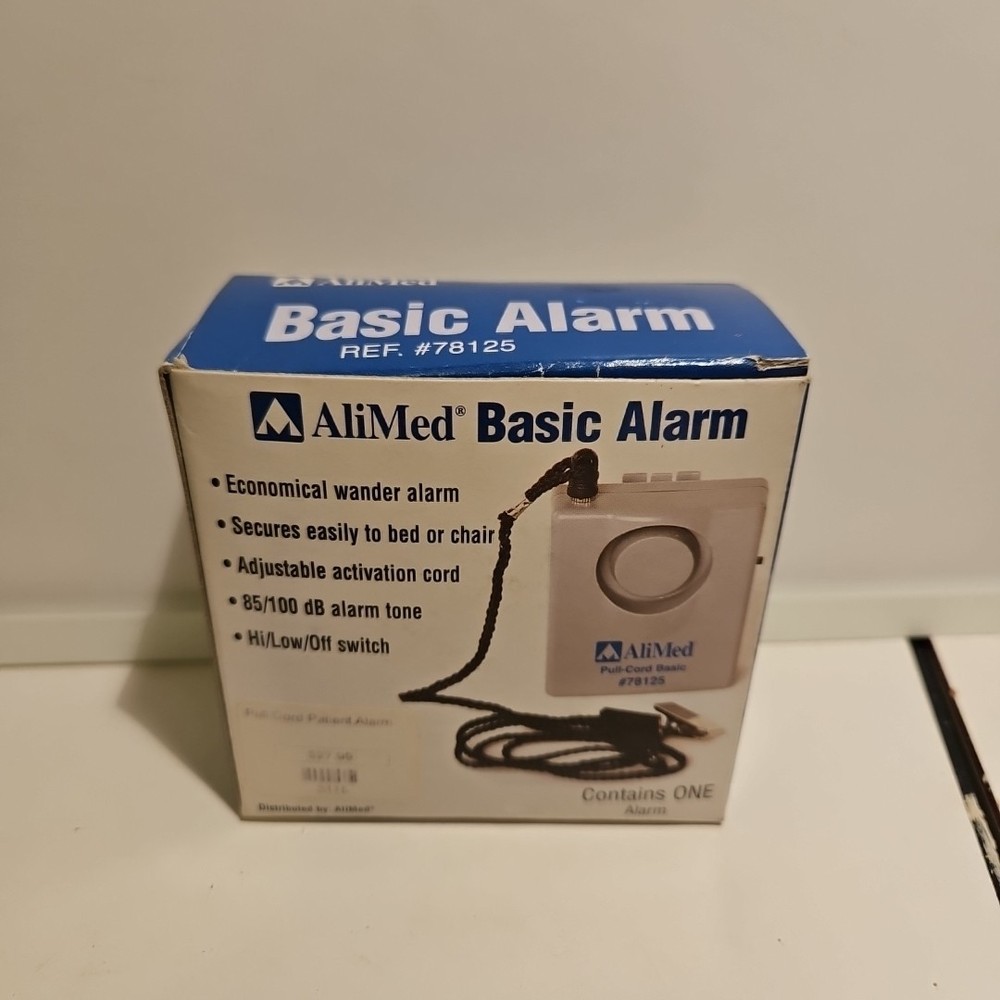 AliMed
Basic Alarm
REF. #78125
AliMed® Basic Alarm
• Economical wander alarm
• Secures easily to bed or chair
• Adjustable activation cord
• 85/100 dB alarm tone
• Hi/Low/Off switch
AliMed
Pull-Cord Basic
#78125
Pull Cord Patient Alarm
Distributed by AliMed®
Contains ONE
Alarm